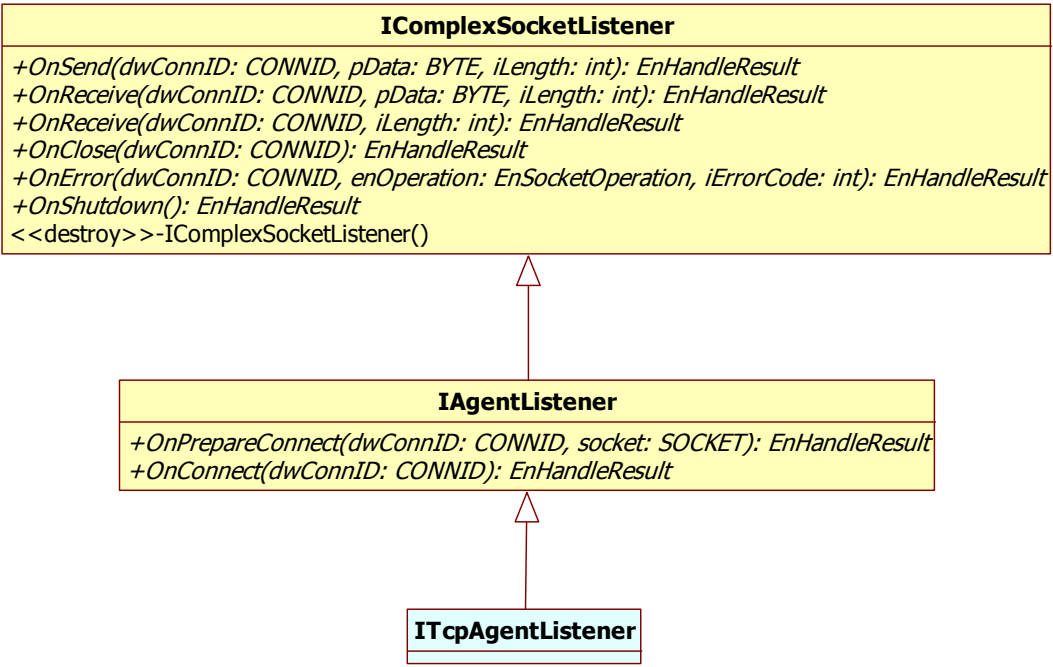 IComplexSocketListener
+OnSend(dwConnID: CONNID, pData: BYTE, iLength: int): EnHandleResult
+OnReceive(dwConnID: CONNID, pData: BYTE, iLength: int): EnHandleResult
+OnReceive(dwConnID: CONNID, iLength: int): EnHandleResult
+OnClose(dwConnID: CONNID): EnHandleResult
+OnError(dwConnID: CONNID, enOperation: EnSocketOperation, iErrorCode: int): EnHandleResult
+OnShutdown(): EnHandleResult
<<destroy>>-IComplexSocketListener()
IAgentListener
+OnPrepareConnect(dwConnID: CONNID, socket: SOCKET): EnHandleResult
+OnConnect(dwConnID: CONNID): EnHandleResult
ITcpAgentListener